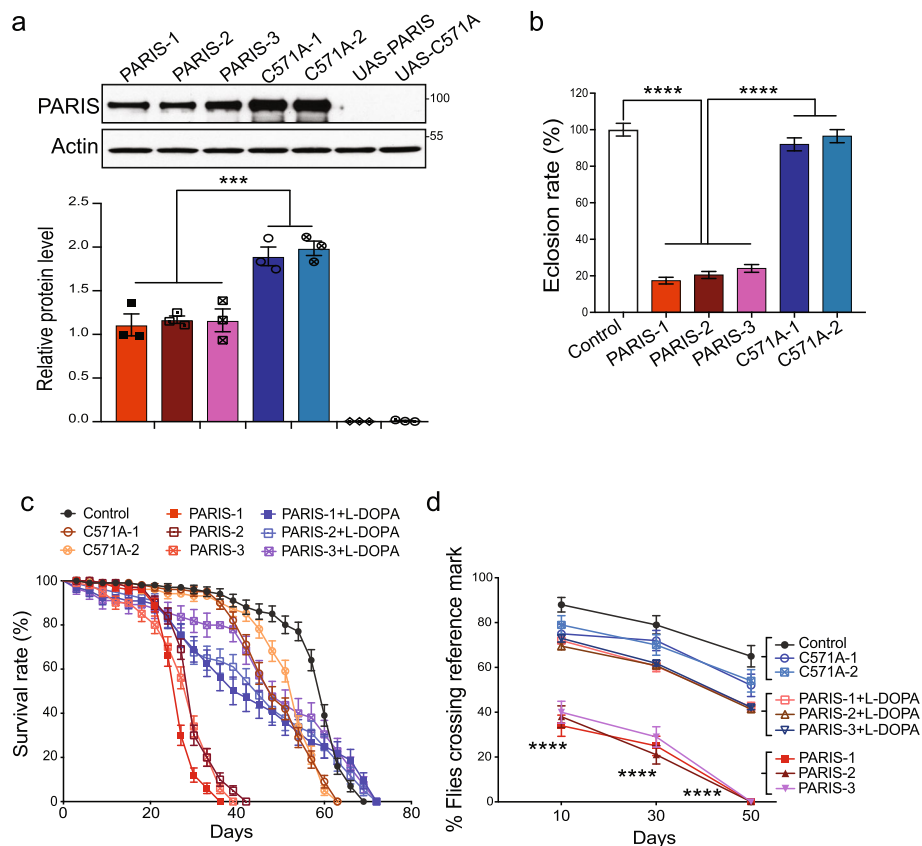 a
PARIS-1 PARIS-2 PARIS-3 C571A-1 C571A-2 UAS-PARIS UAS-C571A
PARIS 100
Actin 55
***
Relative protein level
2.5
2.0
1.5
1.0
0.5
0.0
b
**** ****
Eclosion rate (%)
120
100
80
60
40
20
0
Control PARIS-1 PARIS-2 PARIS-3 C571A-1 C571A-2
c
Control PARIS-1 PARIS-1+L-DOPA
C571A-1 PARIS-2 PARIS-2+L-DOPA
C571A-2 PARIS-3 PARIS-3+L-DOPA
Survival rate (%)
100
80
60
40
20
0
0 20 40 60 80
Days
d
% Flies crossing reference mark
100
80
60
40
20
0
**** **** ****
10 30 50
Days
Control
C571A-1
C571A-2
PARIS-1+L-DOPA
PARIS-2+L-DOPA
PARIS-3+L-DOPA
PARIS-1
PARIS-2
PARIS-3